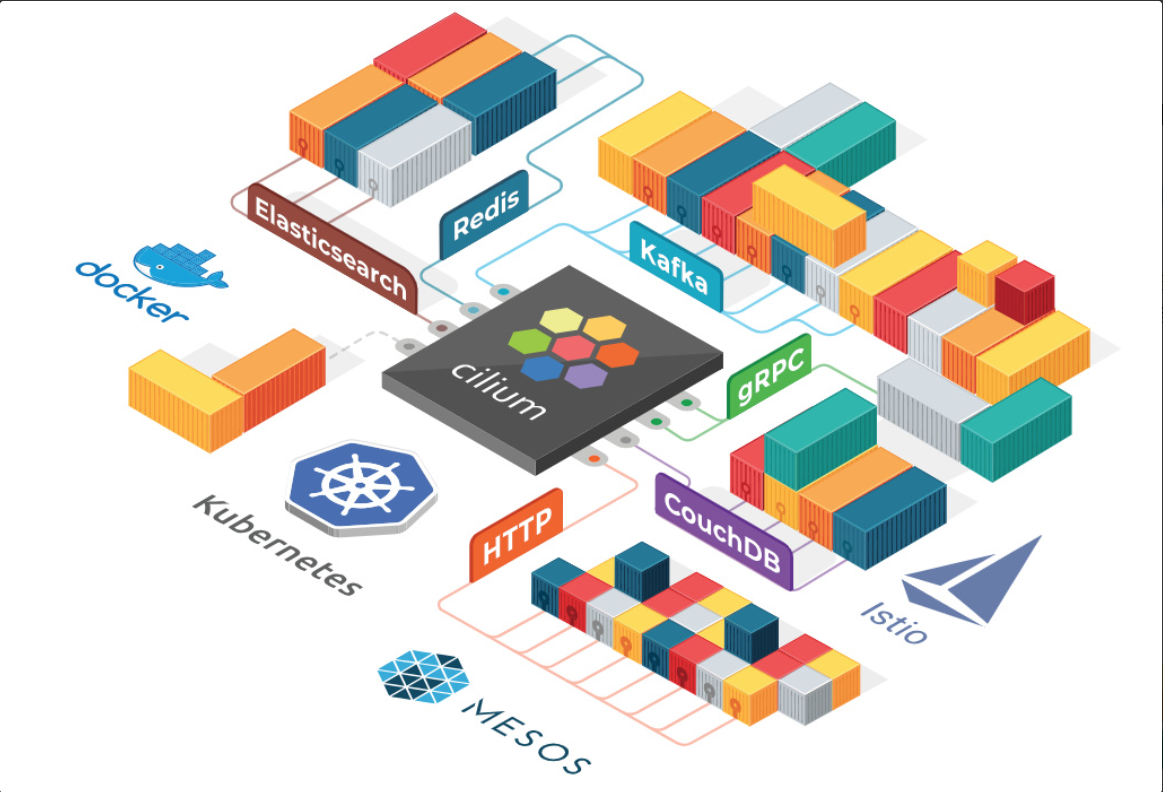 Elasticsearch
Redis
Kafka
docker
cilium
gRPC
Kubernetes
HTTP
CouchDB
Istio
MESOS